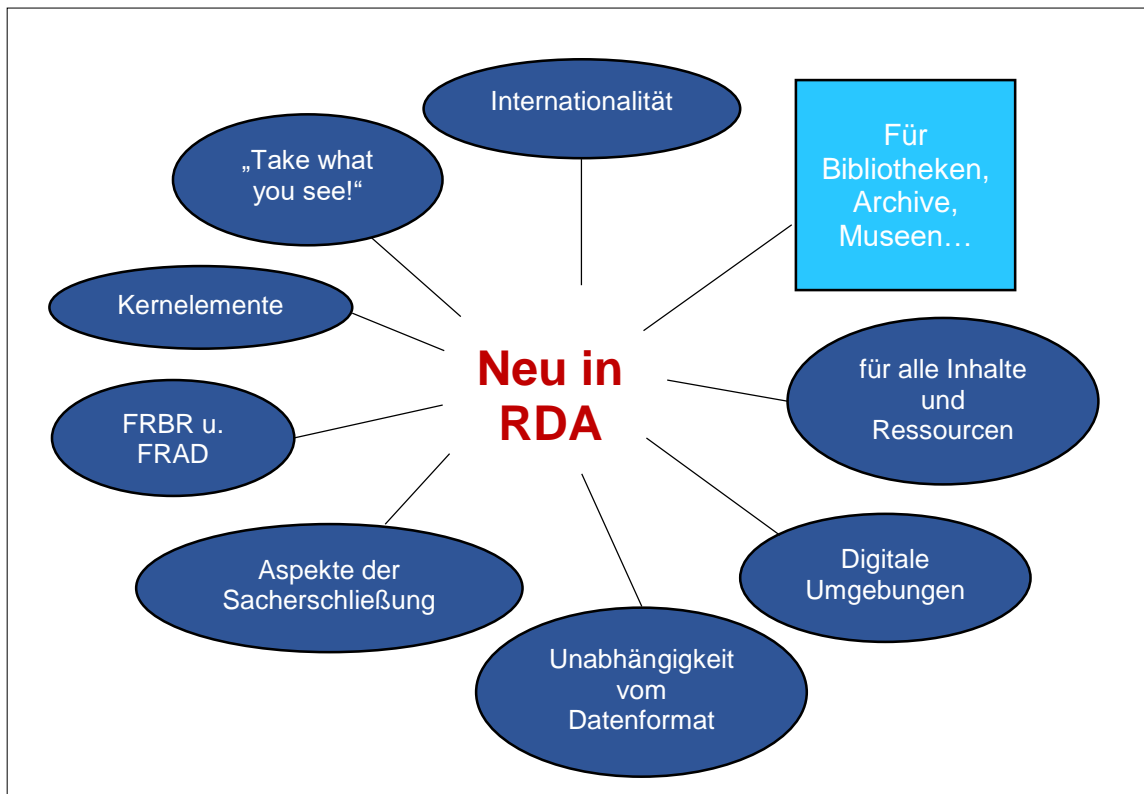 Internationalität
Für
Bibliotheken,
Archive,
Museen…
„Take what
you see!“
Kernelemente
Neu in
RDA
für alle Inhalte
und
Ressourcen
FRBR u.
FRAD
Aspekte der
Sacherschließung
Digitale
Umgebungen
Unabhängigkeit
vom
Datenformat